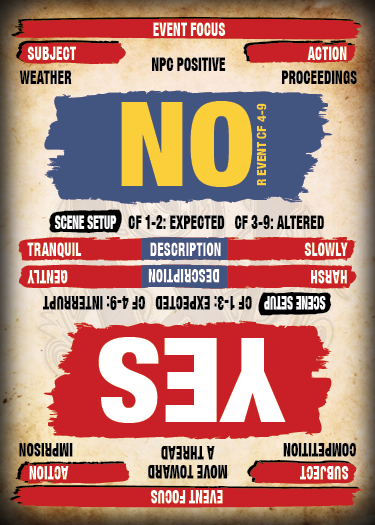 EVENT FOCUS
SUBJECT NPC POSITIVE ACTION
WEATHER PROCEEDINGS
NO
R EVENT CF 4-9
SCENE SETUP CF 1-2: EXPECTED CF 3-9: ALTERED
TRANQUIL DESCRIPTION SLOWLY
GENTLY DESCRIPTION HARSH
SCENE SETUP CF 1-3: EXPECTED CF 4-9: INTERRUPT
YES
COMPETITION MOVE TOWARD IMPRISON
SUBJECT A THREAD ACTION
EVENT FOCUS